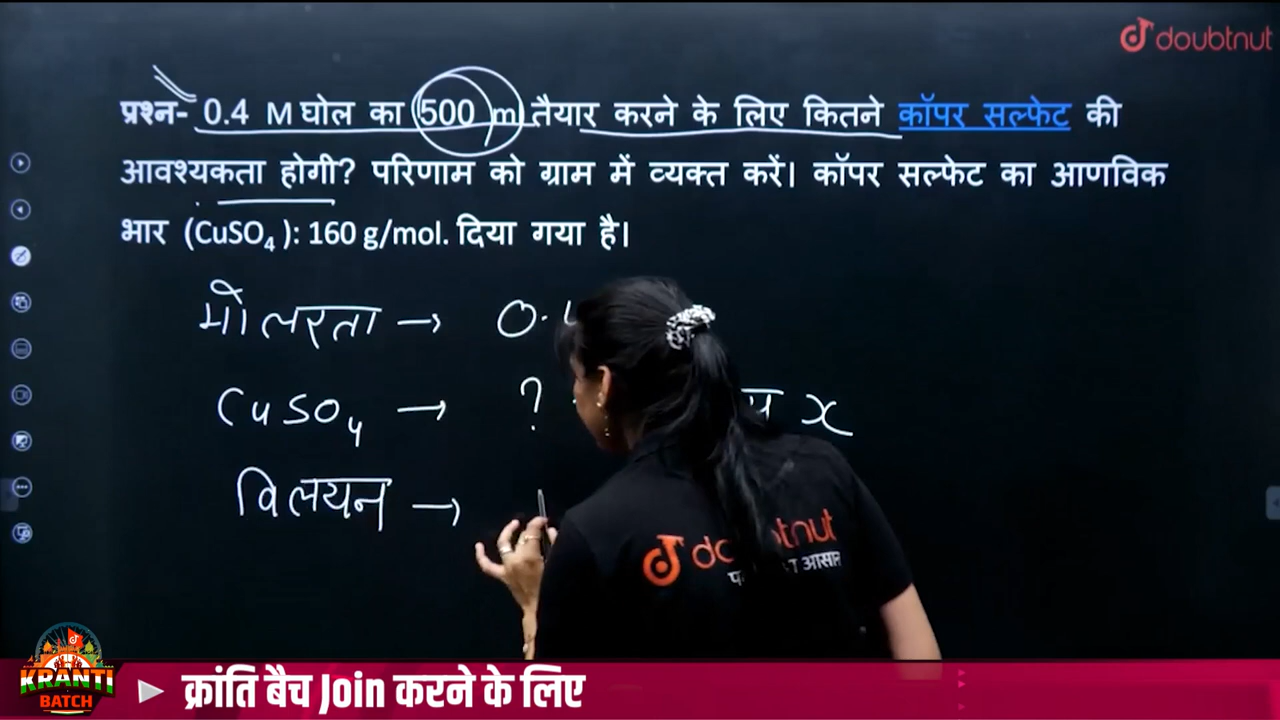 doubtnut
प्रश्न- 0.4 M घोल का 500 ml तैयार करने के लिए कितने कॉपर सल्फेट की
आवश्यकता होगी? परिणाम को ग्राम में व्यक्त करें। कॉपर सल्फेट का आणविक
भार (CuSO₄): 160 g/mol. दिया गया है।
मोलरता → 0.4
CuSO₄ → ? x
विलयन →
doubtnut
KRANTI
BATCH
क्रांति बैच Join करने के लिए